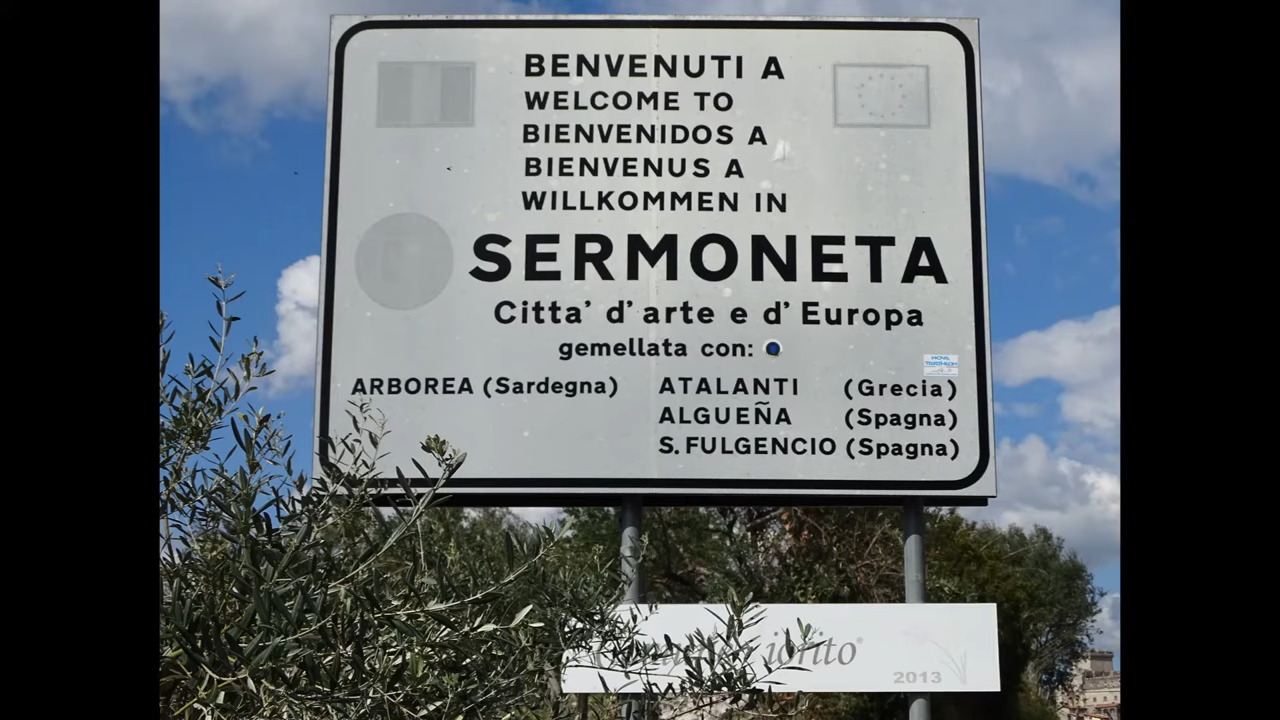 BENVENUTI A
WELCOME TO
BIENVENIDOS A
BIENVENUS A
WILLKOMMEN IN
SERMONETA
Citta' d'arte e d'Europa
gemellata con:
ARBOREA (Sardegna) ATALANTI (Grecia)
ALGUEÑA (Spagna)
S. FULGENCIO (Spagna)
2013